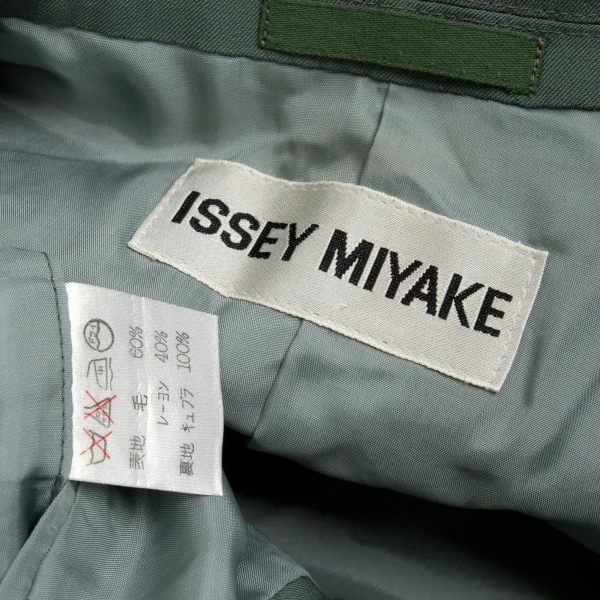 ISSEY MIYAKE
表地 毛 60%
レーヨン 40%
裏地 キュプラ 100%